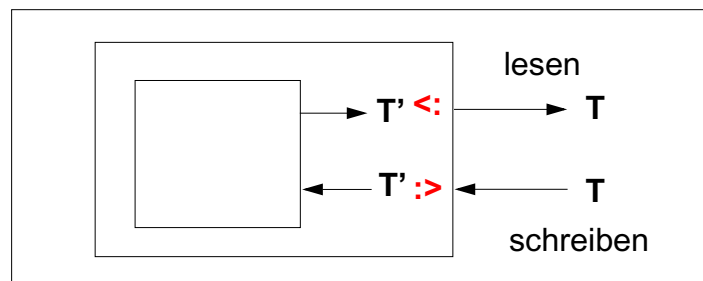 lesen
T’ <: T
T’ :> T
schreiben